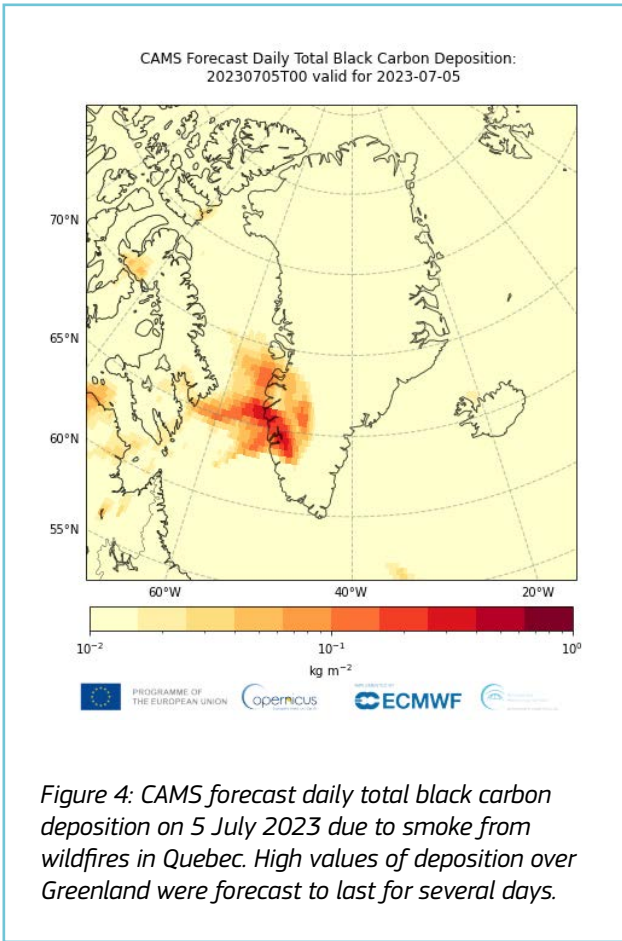 CAMS Forecast Daily Total Black Carbon Deposition:
20230705T00 valid for 2023-07-05
70°N
65°N
60°N
55°N
60°W
40°W
20°W
10⁻²
10⁻¹
10⁰
kg m⁻²
PROGRAMME OF
THE EUROPEAN UNION
opernicus
IMPLEMENTED BY
ECMWF
Figure 4: CAMS forecast daily total black carbon
deposition on 5 July 2023 due to smoke from
wildfires in Quebec. High values of deposition over
Greenland were forecast to last for several days.